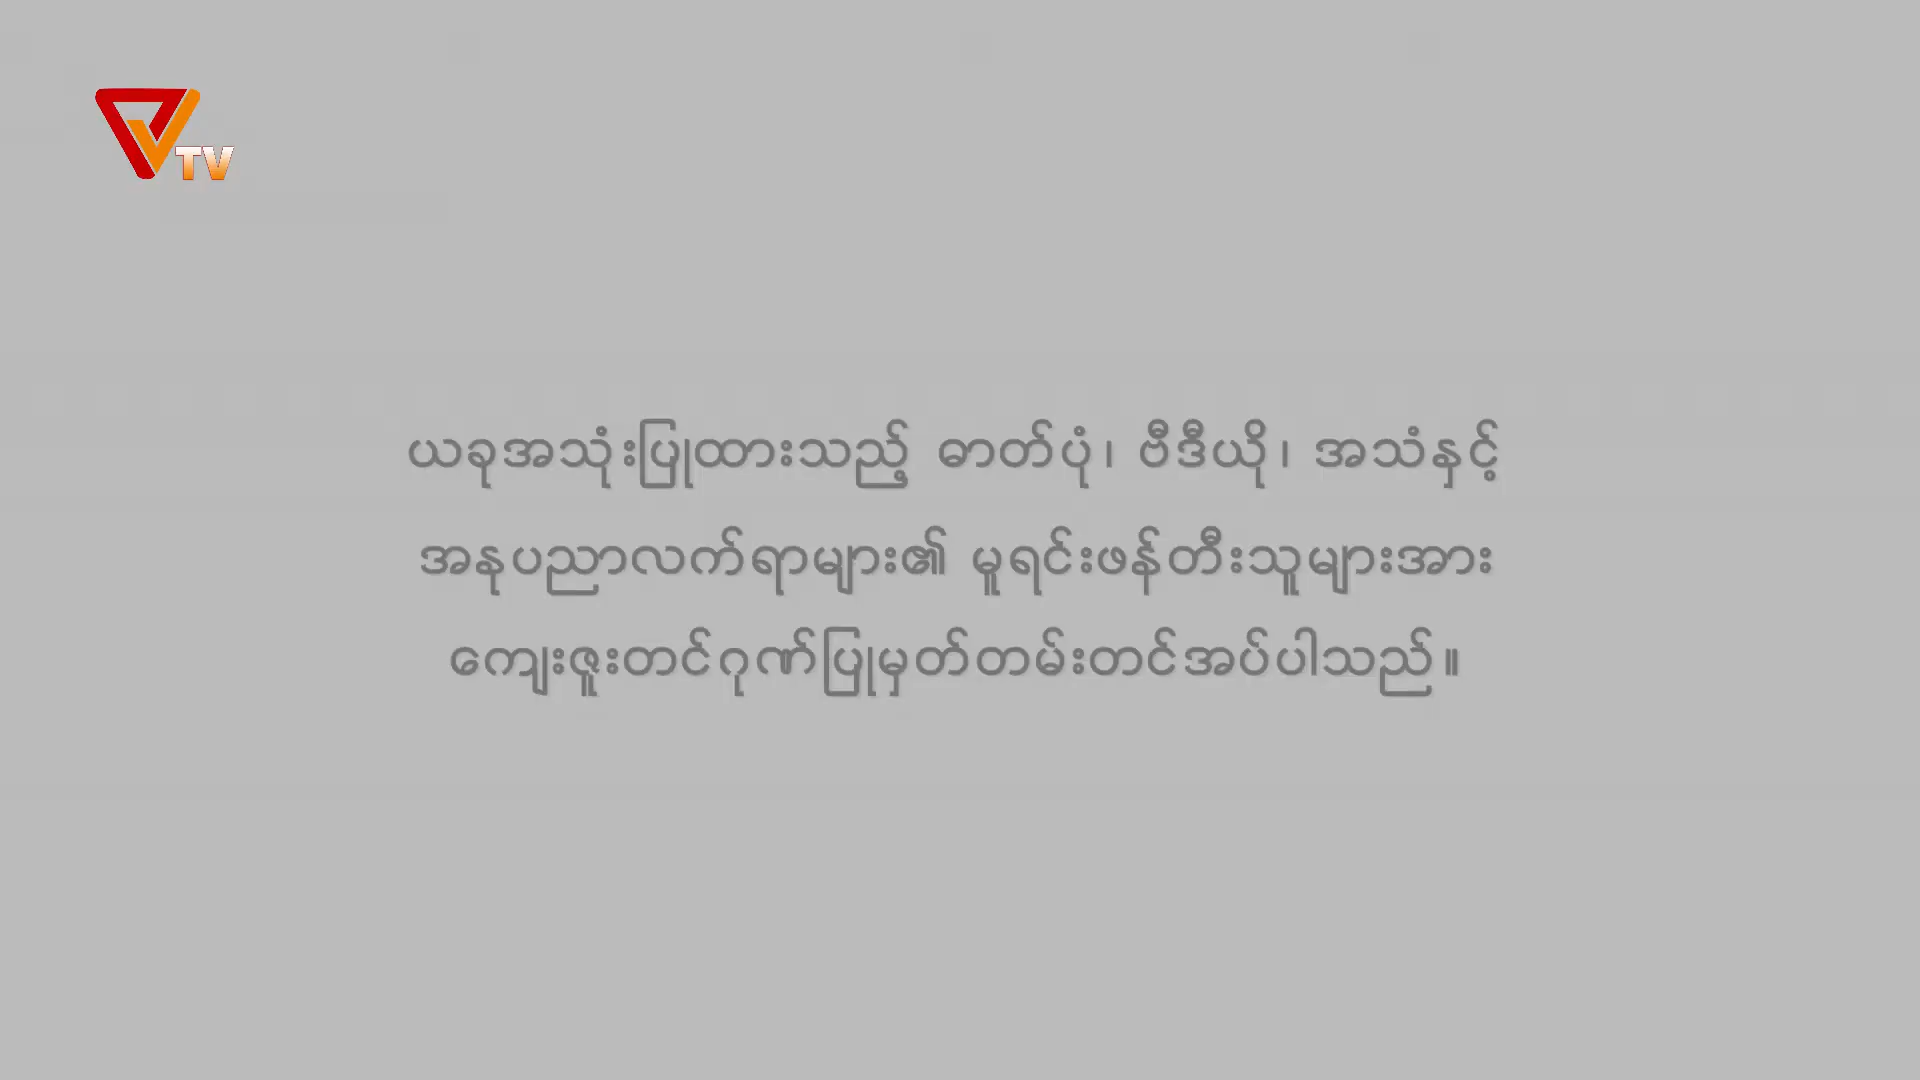 TV
ယခုအသုံးပြုထားသည့် ဓာတ်ပုံ၊ ဗီဒီယို၊ အသံနှင့်
အနုပညာလက်ရာများ၏ မူရင်းဖန်တီးသူများအား
ကျေးဇူးတင်ဂုဏ်ပြုမှတ်တမ်းတင်အပ်ပါသည်။